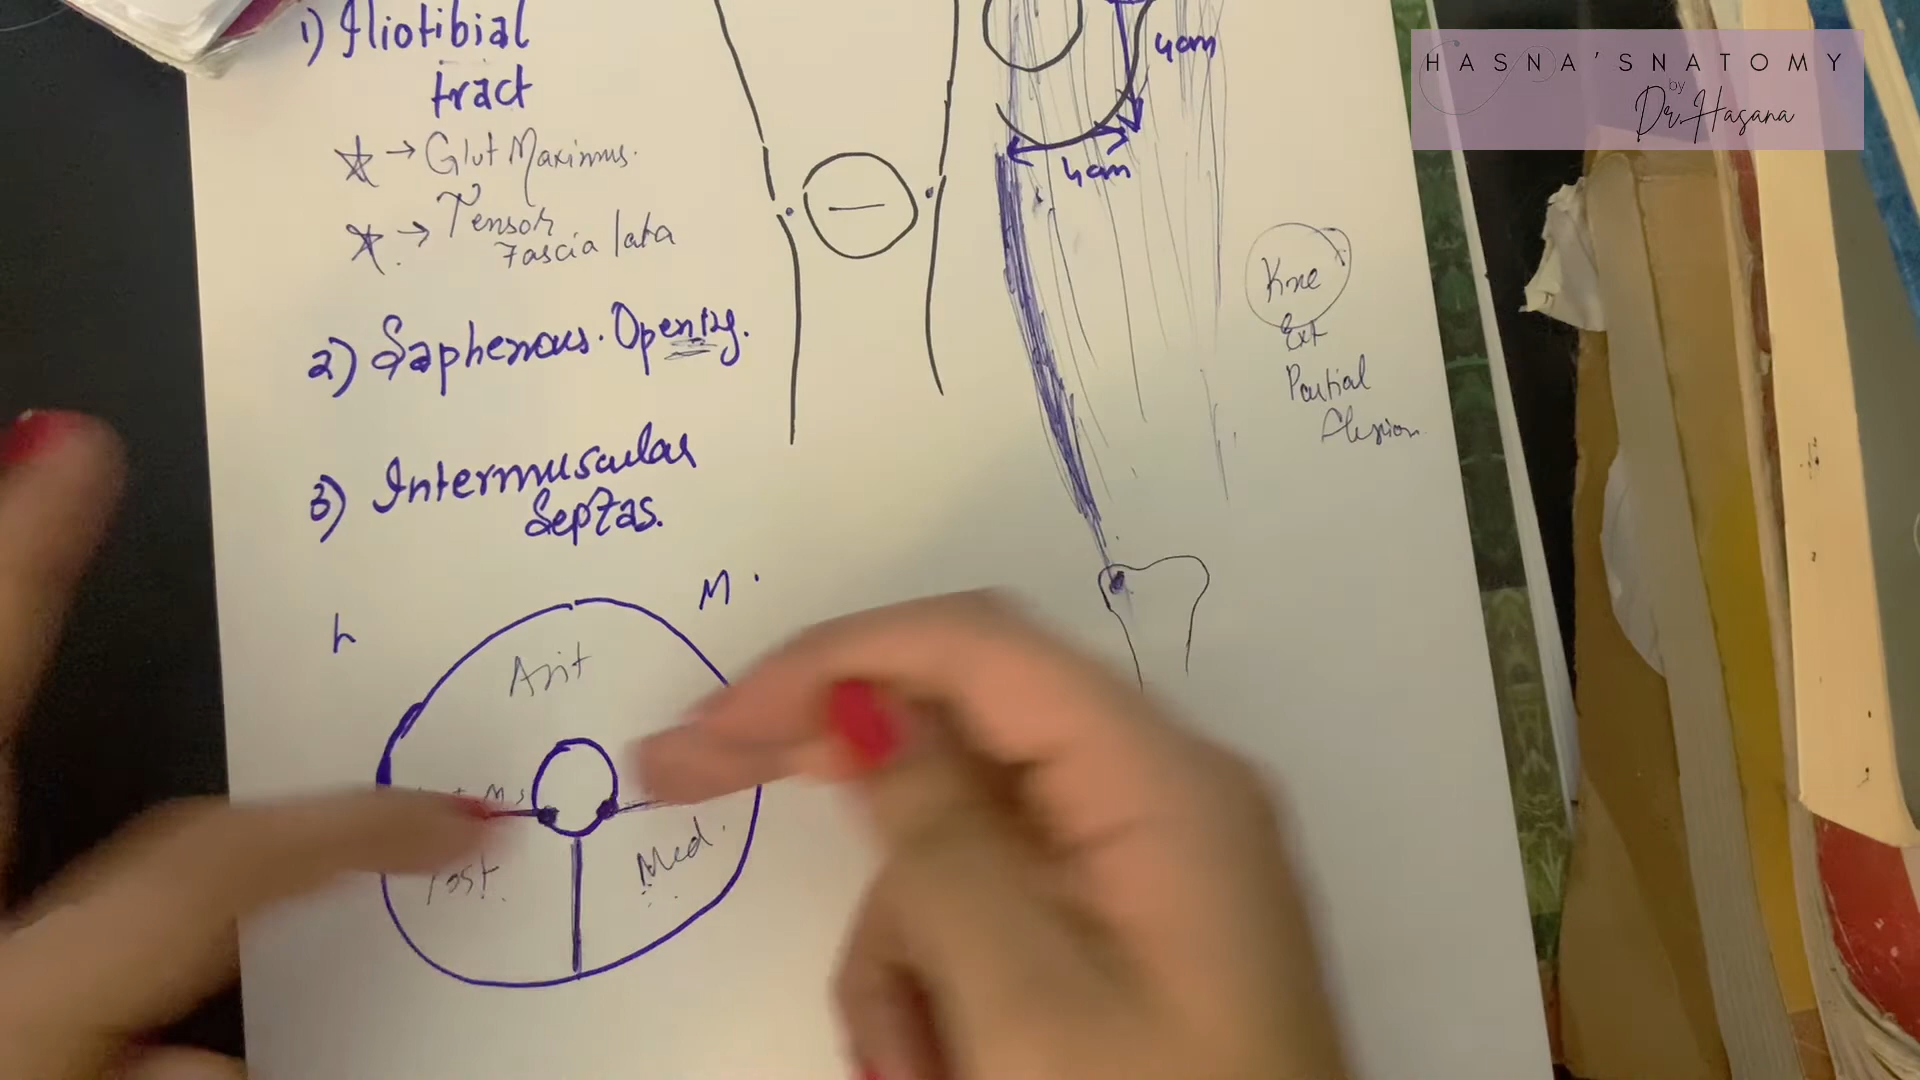 1) Iliotibial
tract
→ Glut Maximus.
→ Tensor
Fascia lata
2) Saphenous. Opening.
3) Intermuscular
Septas.
L
M
Ant
Post.
Med.
4cm
4cm
Knee
Ext
Partial
flexion.
HASNA'SNATOMY
by
Dr.Hasana